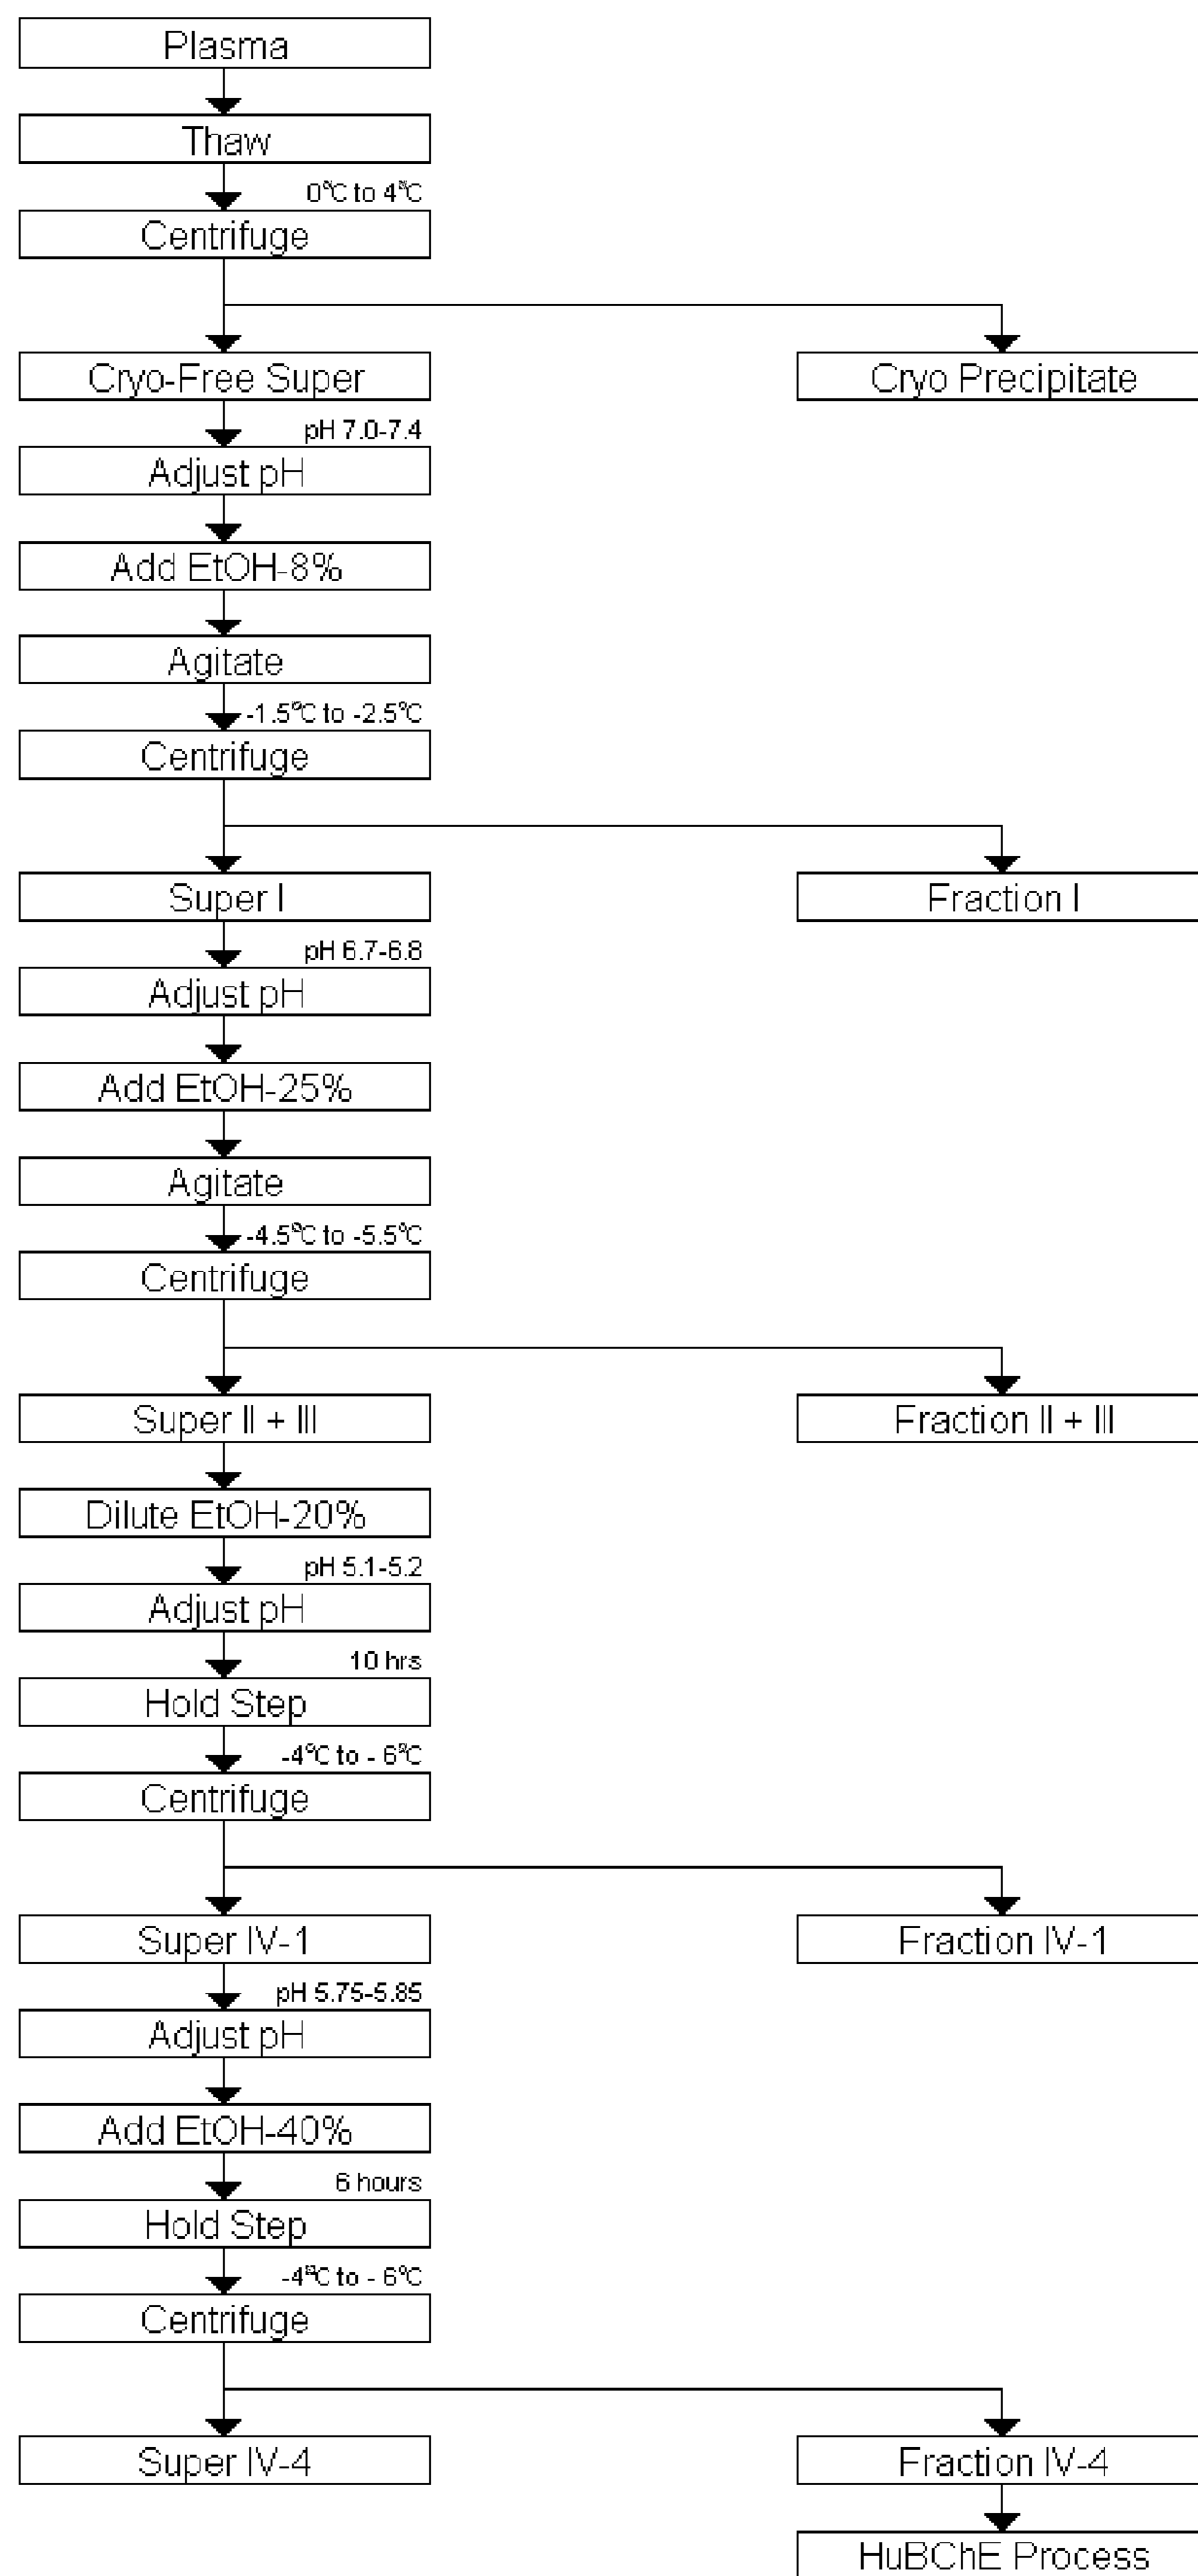 Plasma
Thaw
0°C to 4°C
Centrifuge
Cryo-Free Super
Cryo Precipitate
pH 7.0-7.4
Adjust pH
Add EtOH-8%
Agitate
-1.5°C to -2.5°C
Centrifuge
Super I
Fraction I
pH 6.7-6.8
Adjust pH
Add EtOH-25%
Agitate
-4.5°C to -5.5°C
Centrifuge
Super II + III
Fraction II + III
Dilute EtOH-20%
pH 5.1-5.2
Adjust pH
10 hrs
Hold Step
-4°C to - 6°C
Centrifuge
Super IV-1
Fraction IV-1
pH 5.75-5.85
Adjust pH
Add EtOH-40%
6 hours
Hold Step
-4°C to - 6°C
Centrifuge
Super IV-4
Fraction IV-4
HuBChE Process